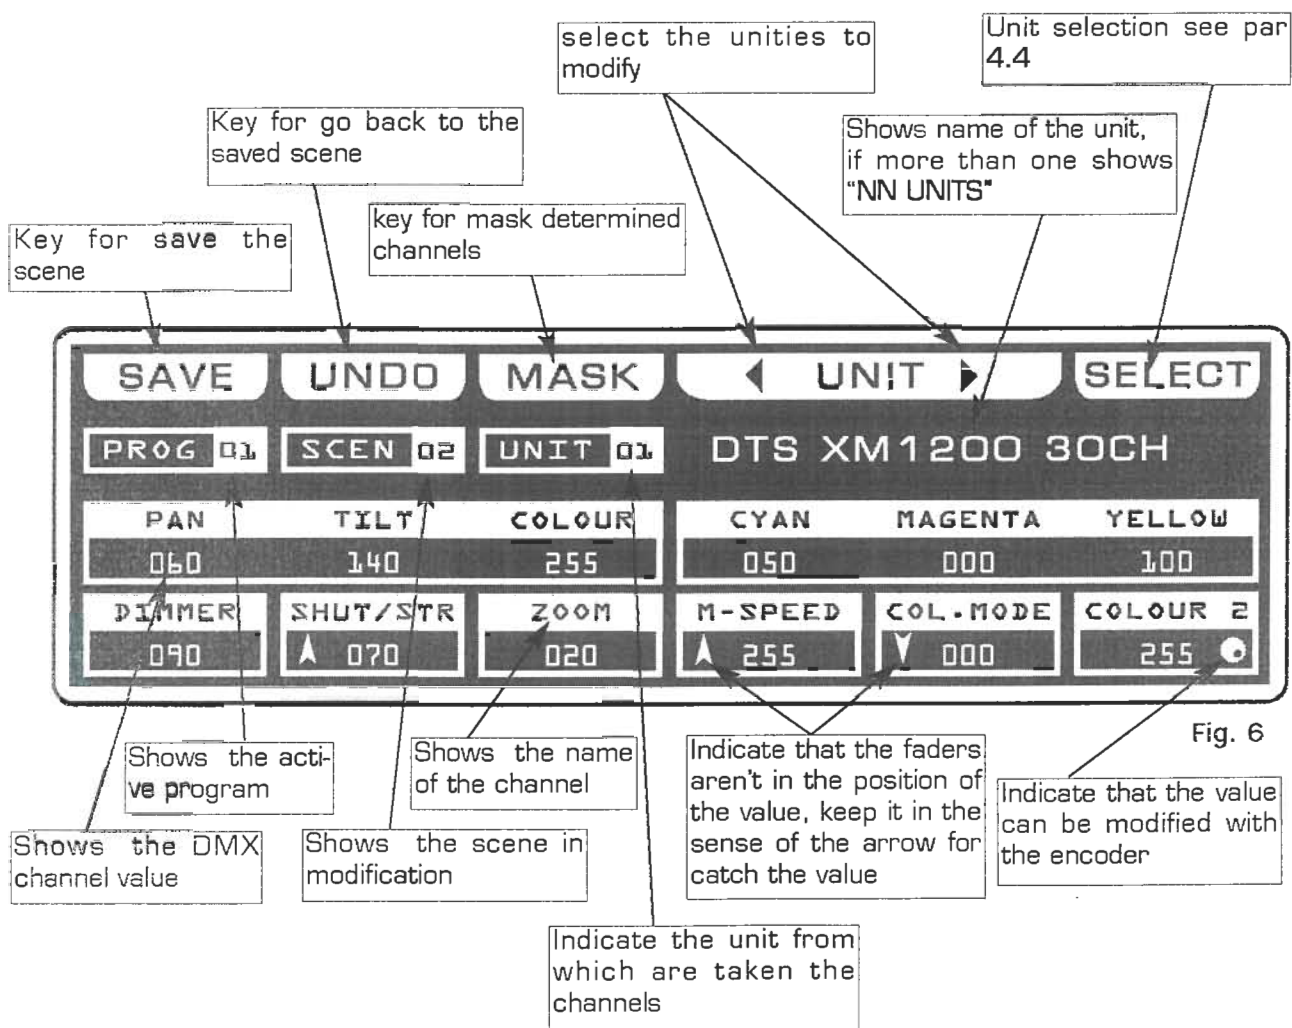 select the unities to
modify
Unit selection see par
4.4
Key for go back to the
saved scene
Shows name of the unit,
if more than one shows
"NN UNITS"
key for mask determined
channels
Key for save the
scene
SAVE UNDO MASK ◀ UNIT ▶ SELECT
PROG 01 SCEN 02 UNIT 01 DTS XM1200 30CH
PAN TILT COLOUR CYAN MAGENTA YELLOW
060 140 255 050 000 100
DIMMER SHUT/STR ZOOM M-SPEED COL.MODE COLOUR 2
090 070 020 255 000 255
Fig. 6
Shows the acti-
ve program
Shows the name
of the channel
Indicate that the faders
aren't in the position of
the value, keep it in the
sense of the arrow for
catch the value
Indicate that the value
can be modified with
the encoder
Shows the DMX
channel value
Shows the scene in
modification
Indicate the unit from
which are taken the
channels